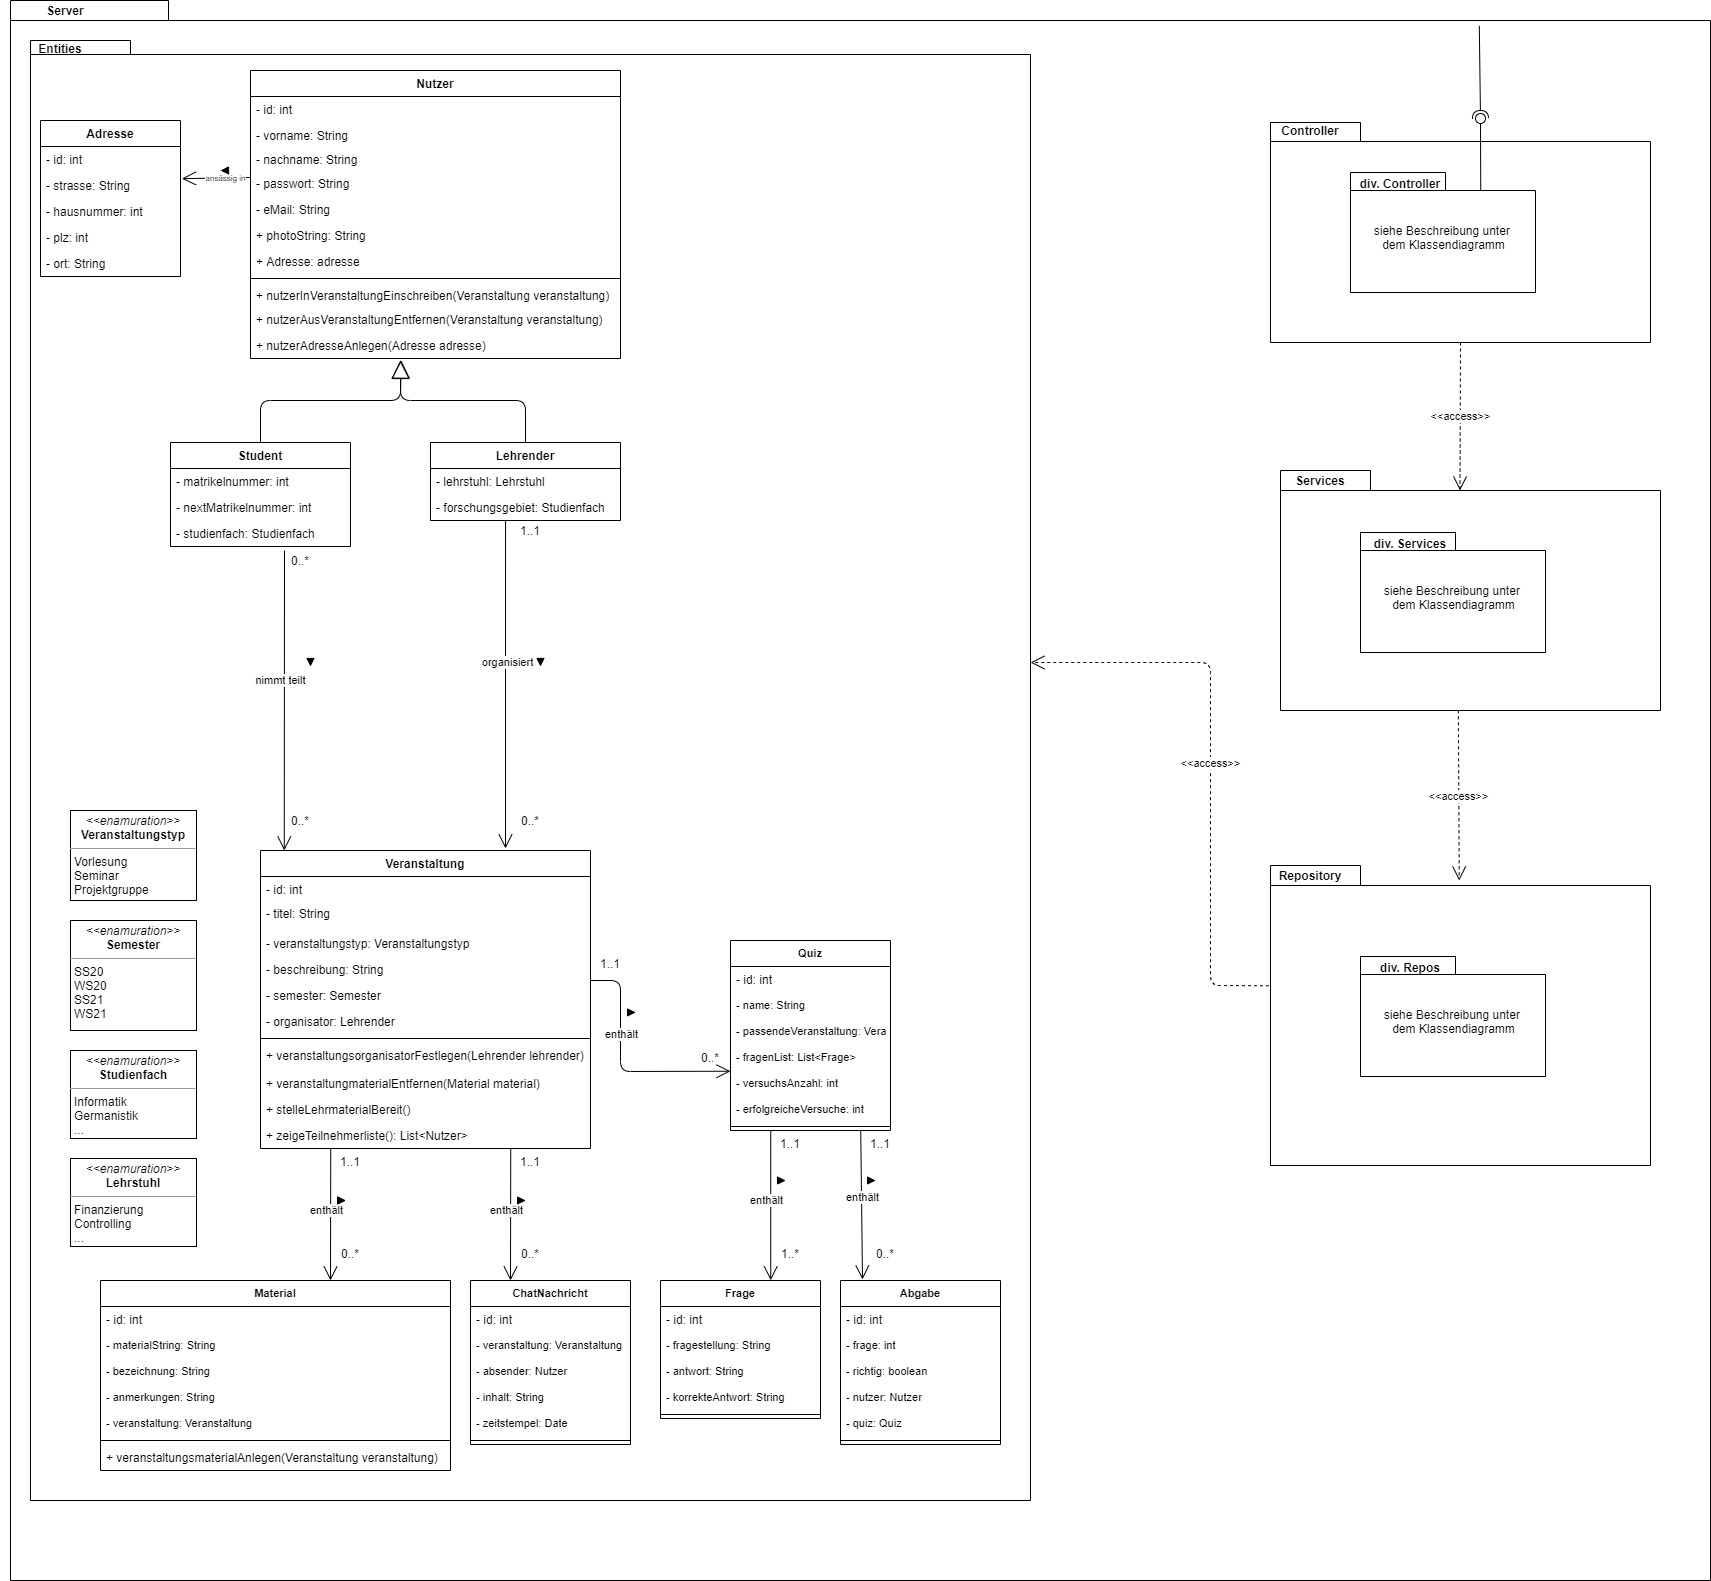 Server
Entities
Nutzer
- id: int
- vorname: String
- nachname: String
- passwort: String
- eMail: String
+ photoString: String
+ Adresse: adresse
+ nutzerInVeranstaltungEinschreiben(Veranstaltung veranstaltung)
+ nutzerAusVeranstaltungEntfernen(Veranstaltung veranstaltung)
+ nutzerAdresseAnlegen(Adresse adresse)
Adresse
- id: int
- strasse: String
- hausnummer: int
- plz: int
- ort: String
ansässig in
Student
- matrikelnummer: int
- nextMatrikelnummer: int
- studienfach: Studienfach
Lehrender
- lehrstuhl: Lehrstuhl
- forschungsgebiet: Studienfach
0..*
nimmt teilt
0..*
1..1
organisiert
0..*
<<enamuration>>
Veranstaltungstyp
Vorlesung
Seminar
Projektgruppe
<<enamuration>>
Semester
SS20
WS20
SS21
WS21
<<enamuration>>
Studienfach
Informatik
Germanistik
...
<<enamuration>>
Lehrstuhl
Finanzierung
Controlling
...
Veranstaltung
- id: int
- titel: String
- veranstaltungstyp: Veranstaltungstyp
- beschreibung: String
- semester: Semester
- organisator: Lehrender
+ veranstaltungsorganisatorFestlegen(Lehrender lehrender)
+ veranstaltungmaterialEntfernen(Material material)
+ stelleLehrmaterialBereit()
+ zeigeTeilnehmerliste(): List<Nutzer>
1..1
enthält
0..*
Quiz
- id: int
- name: String
- passendeVeranstaltung: Vera
- fragenList: List<Frage>
- versuchsAnzahl: int
- erfolgreicheVersuche: int
1..1
enthält
0..*
1..1
enthält
0..*
1..1
enthält
1..*
1..1
enthält
0..*
Material
- id: int
- materialString: String
- bezeichnung: String
- anmerkungen: String
- veranstaltung: Veranstaltung
+ veranstaltungsmaterialAnlegen(Veranstaltung veranstaltung)
ChatNachricht
- id: int
- veranstaltung: Veranstaltung
- absender: Nutzer
- inhalt: String
- zeitstempel: Date
Frage
- id: int
- fragestellung: String
- antwort: String
- korrekteAntwort: String
Abgabe
- id: int
- frage: int
- richtig: boolean
- nutzer: Nutzer
- quiz: Quiz
Controller
div. Controller
siehe Beschreibung unter
dem Klassendiagramm
<<access>>
Services
div. Services
siehe Beschreibung unter
dem Klassendiagramm
<<access>>
<<access>>
Repository
div. Repos
siehe Beschreibung unter
dem Klassendiagramm